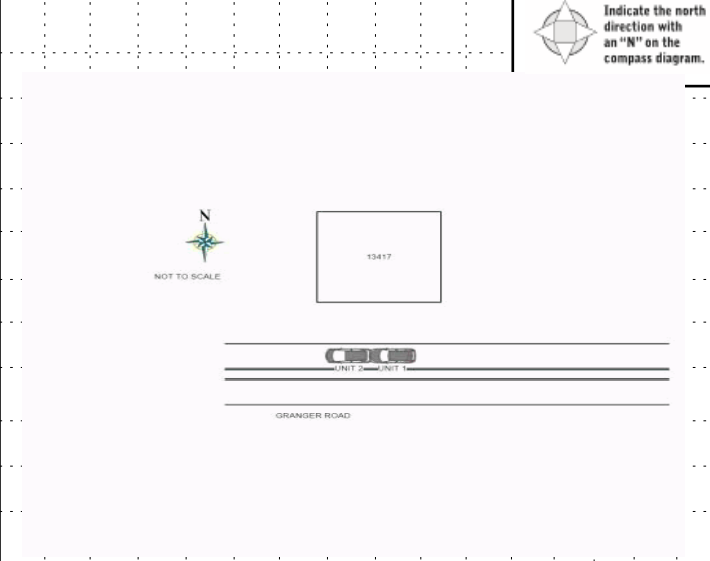 Indicate the north
direction with
an “N” on the
compass diagram.
N
NOT TO SCALE
13417
UNIT 2 UNIT 1
GRANGER ROAD